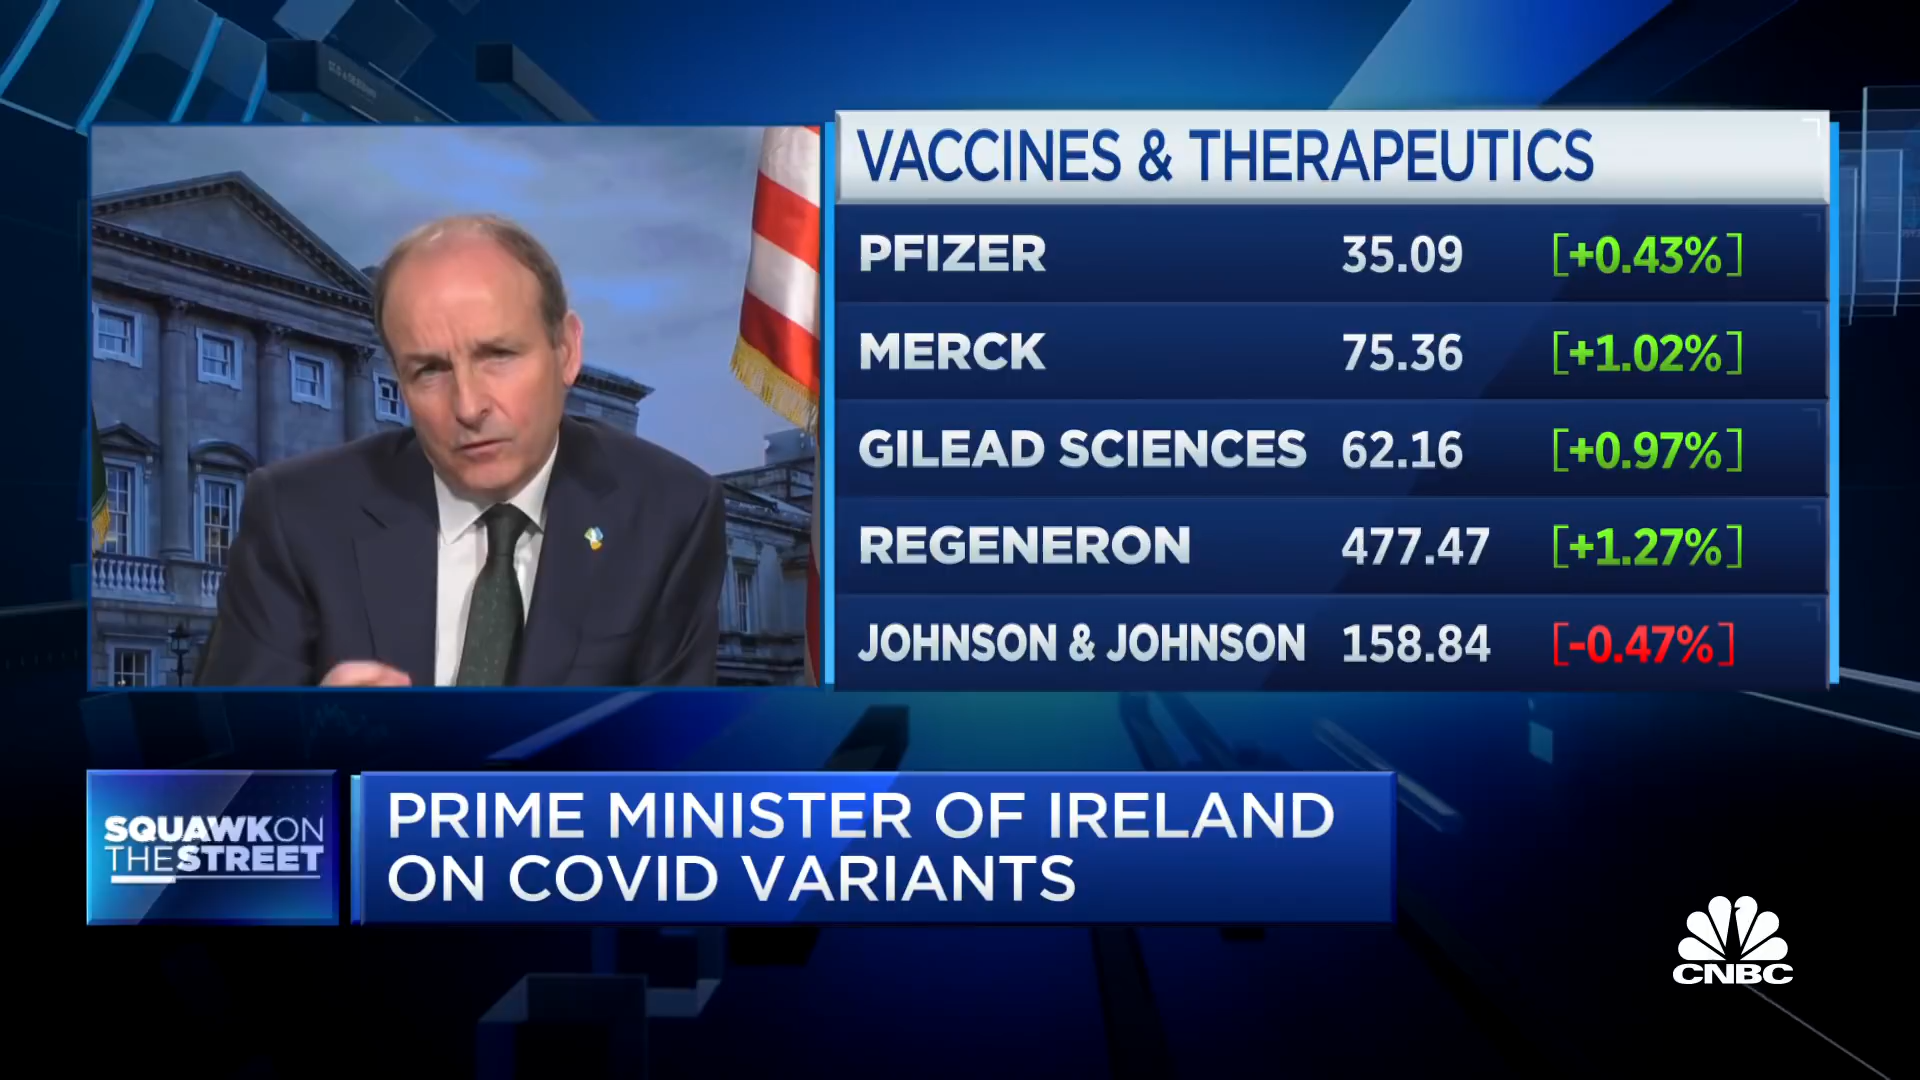 VACCINES & THERAPEUTICS
PFIZER 35.09 [+0.43%]
MERCK 75.36 [+1.02%]
GILEAD SCIENCES 62.16 [+0.97%]
REGENERON 477.47 [+1.27%]
JOHNSON & JOHNSON 158.84 [-0.47%]
SQUAWK ON
THE STREET
PRIME MINISTER OF IRELAND
ON COVID VARIANTS
CNBC